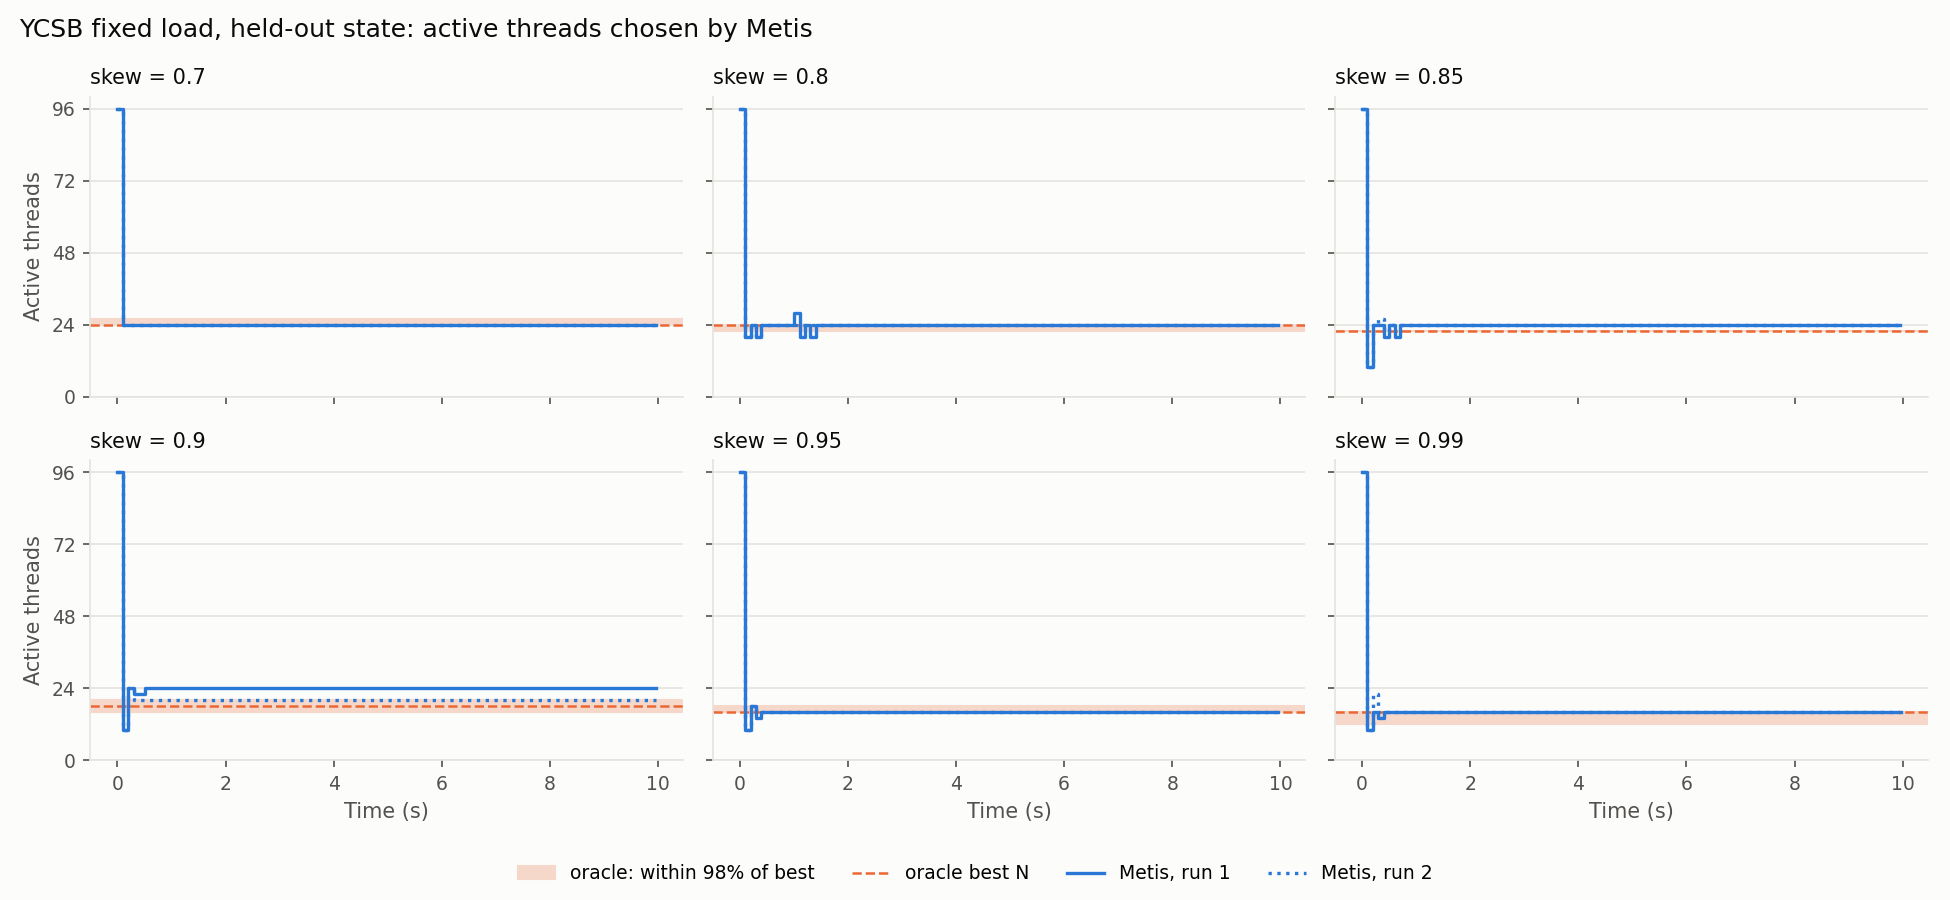 YCSB fixed load, held-out state: active threads chosen by Metis
skew = 0.7
skew = 0.8
skew = 0.85
Active threads
96
72
48
24
0
skew = 0.9
skew = 0.95
skew = 0.99
Active threads
96
72
48
24
0
0 2 4 6 8 10
0 2 4 6 8 10
0 2 4 6 8 10
Time (s)
Time (s)
Time (s)
oracle: within 98% of best
oracle best N
Metis, run 1
Metis, run 2